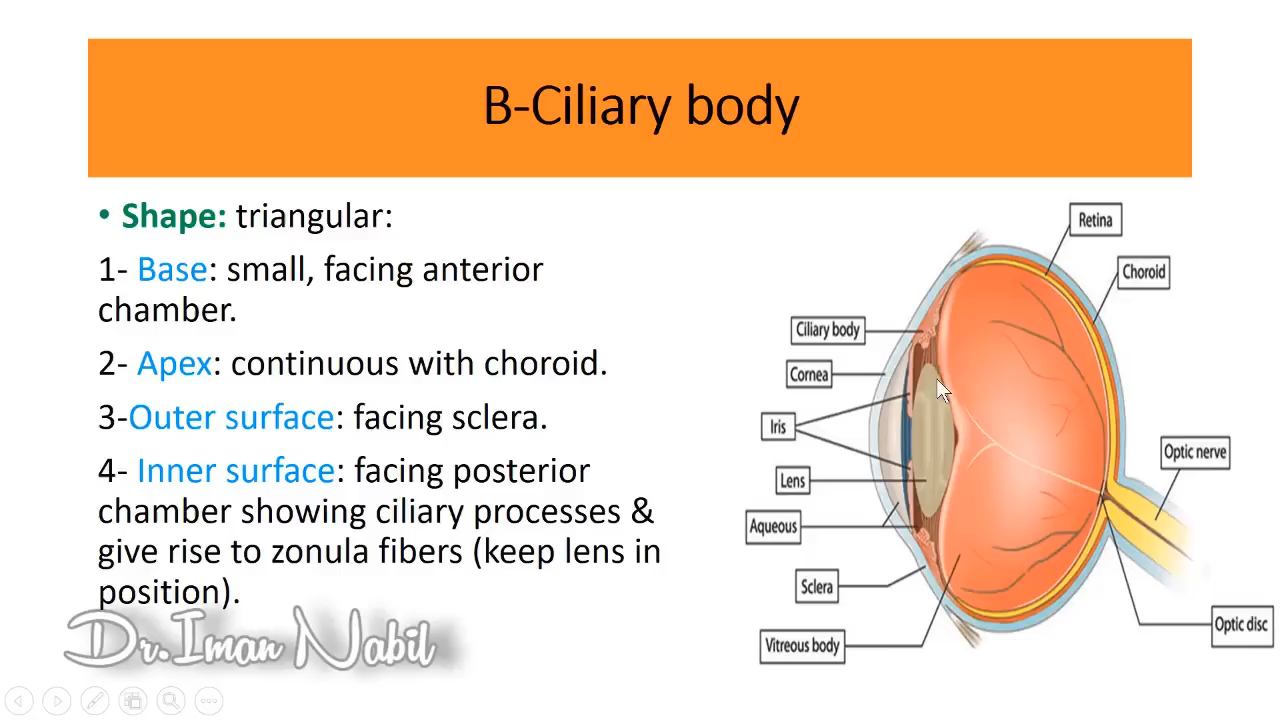 B-Ciliary body
• Shape: triangular:
1- Base: small, facing anterior
chamber.
2- Apex: continuous with choroid.
3-Outer surface: facing sclera.
4- Inner surface: facing posterior
chamber showing ciliary processes &
give rise to zonula fibers (keep lens in
position).
Dr.Iman Nabil
Retina
Choroid
Ciliary body
Cornea
Iris
Optic nerve
Lens
Aqueous
Sclera
Optic disc
Vitreous body